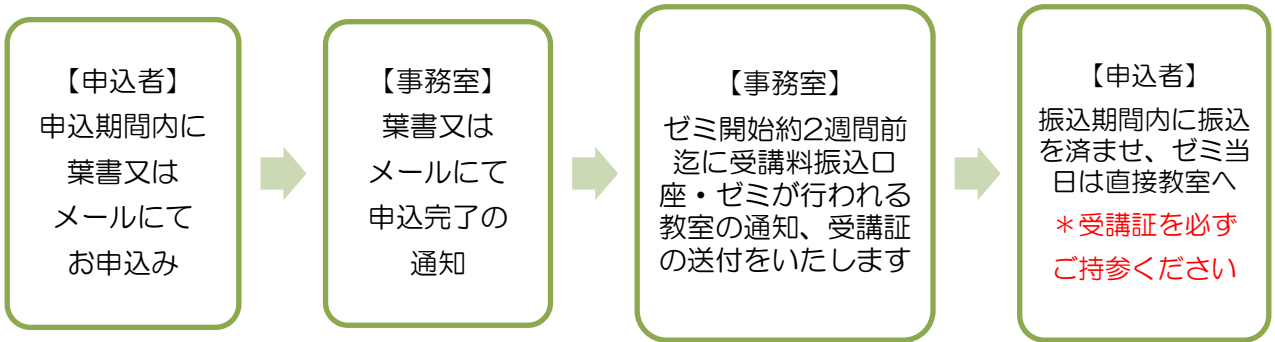 【申込者】
申込期間内に
葉書又は
メールにて
お申込み
【事務室】
葉書又は
メールにて
申込完了の
通知
【事務室】
ゼミ開始約2週間前
迄に受講料振込口
座・ゼミが行われる
教室の通知、受講証
の送付をいたします
【申込者】
振込期間内に振込
を済ませ、ゼミ当
日は直接教室へ
＊受講証を必ず
ご持参ください